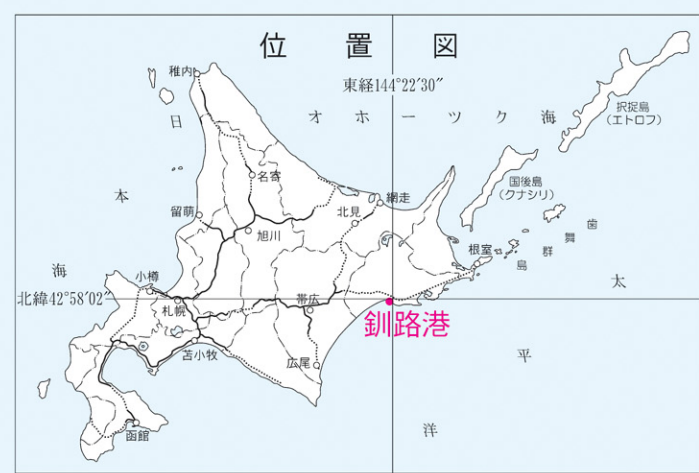 位置図
稚内
東経144°22′30″
択捉島
(エトロフ)
日本海
オホーツク海
名寄
国後島
(クナシリ)
網走
留萌
北見
旭川
根室
歯舞群島
小樽
北緯42°58′02″
札幌
帯広
太平洋
釧路港
苫小牧
広尾
函館